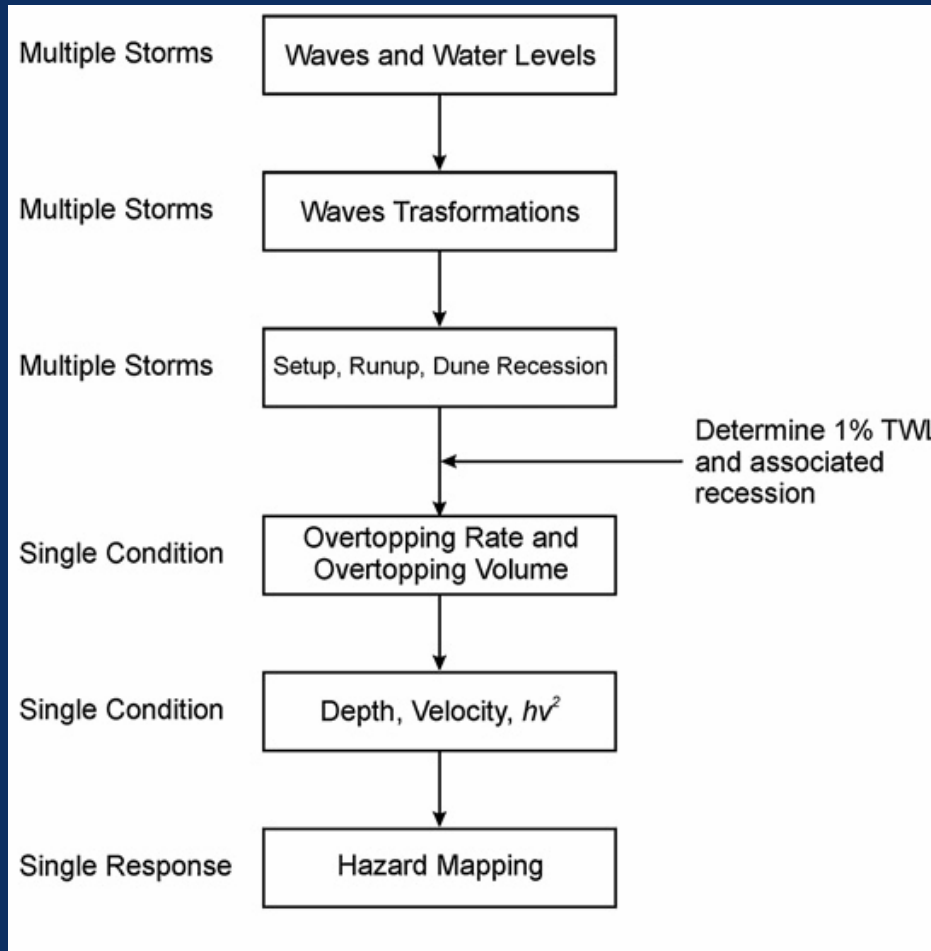 Multiple Storms
Waves and Water Levels
Multiple Storms
Waves Trasformations
Multiple Storms
Setup, Runup, Dune Recession
Determine 1% TWL
and associated
recession
Single Condition
Overtopping Rate and
Overtopping Volume
Single Condition
Depth, Velocity, hv²
Single Response
Hazard Mapping